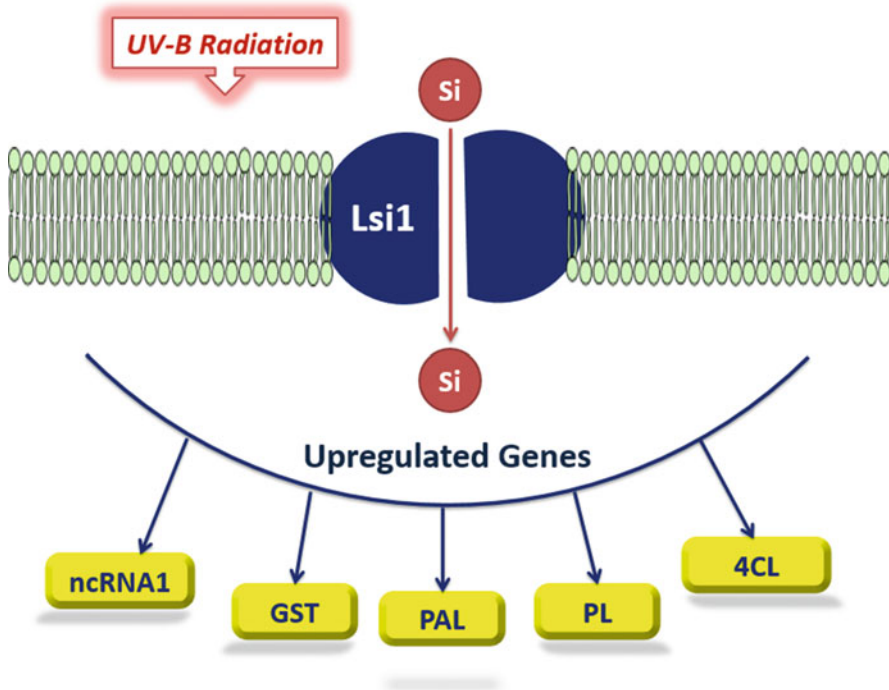 UV-B Radiation
Si
Lsi1
Si
Upregulated Genes
ncRNA1
GST
PAL
PL
4CL